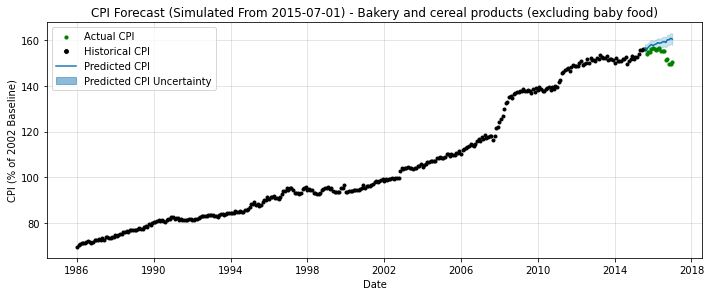 CPI Forecast (Simulated From 2015-07-01) - Bakery and cereal products (excluding baby food)
Actual CPI
Historical CPI
Predicted CPI
Predicted CPI Uncertainty
CPI (% of 2002 Baseline)
160
140
120
100
80
1986 1990 1994 1998 2002 2006 2010 2014 2018
Date